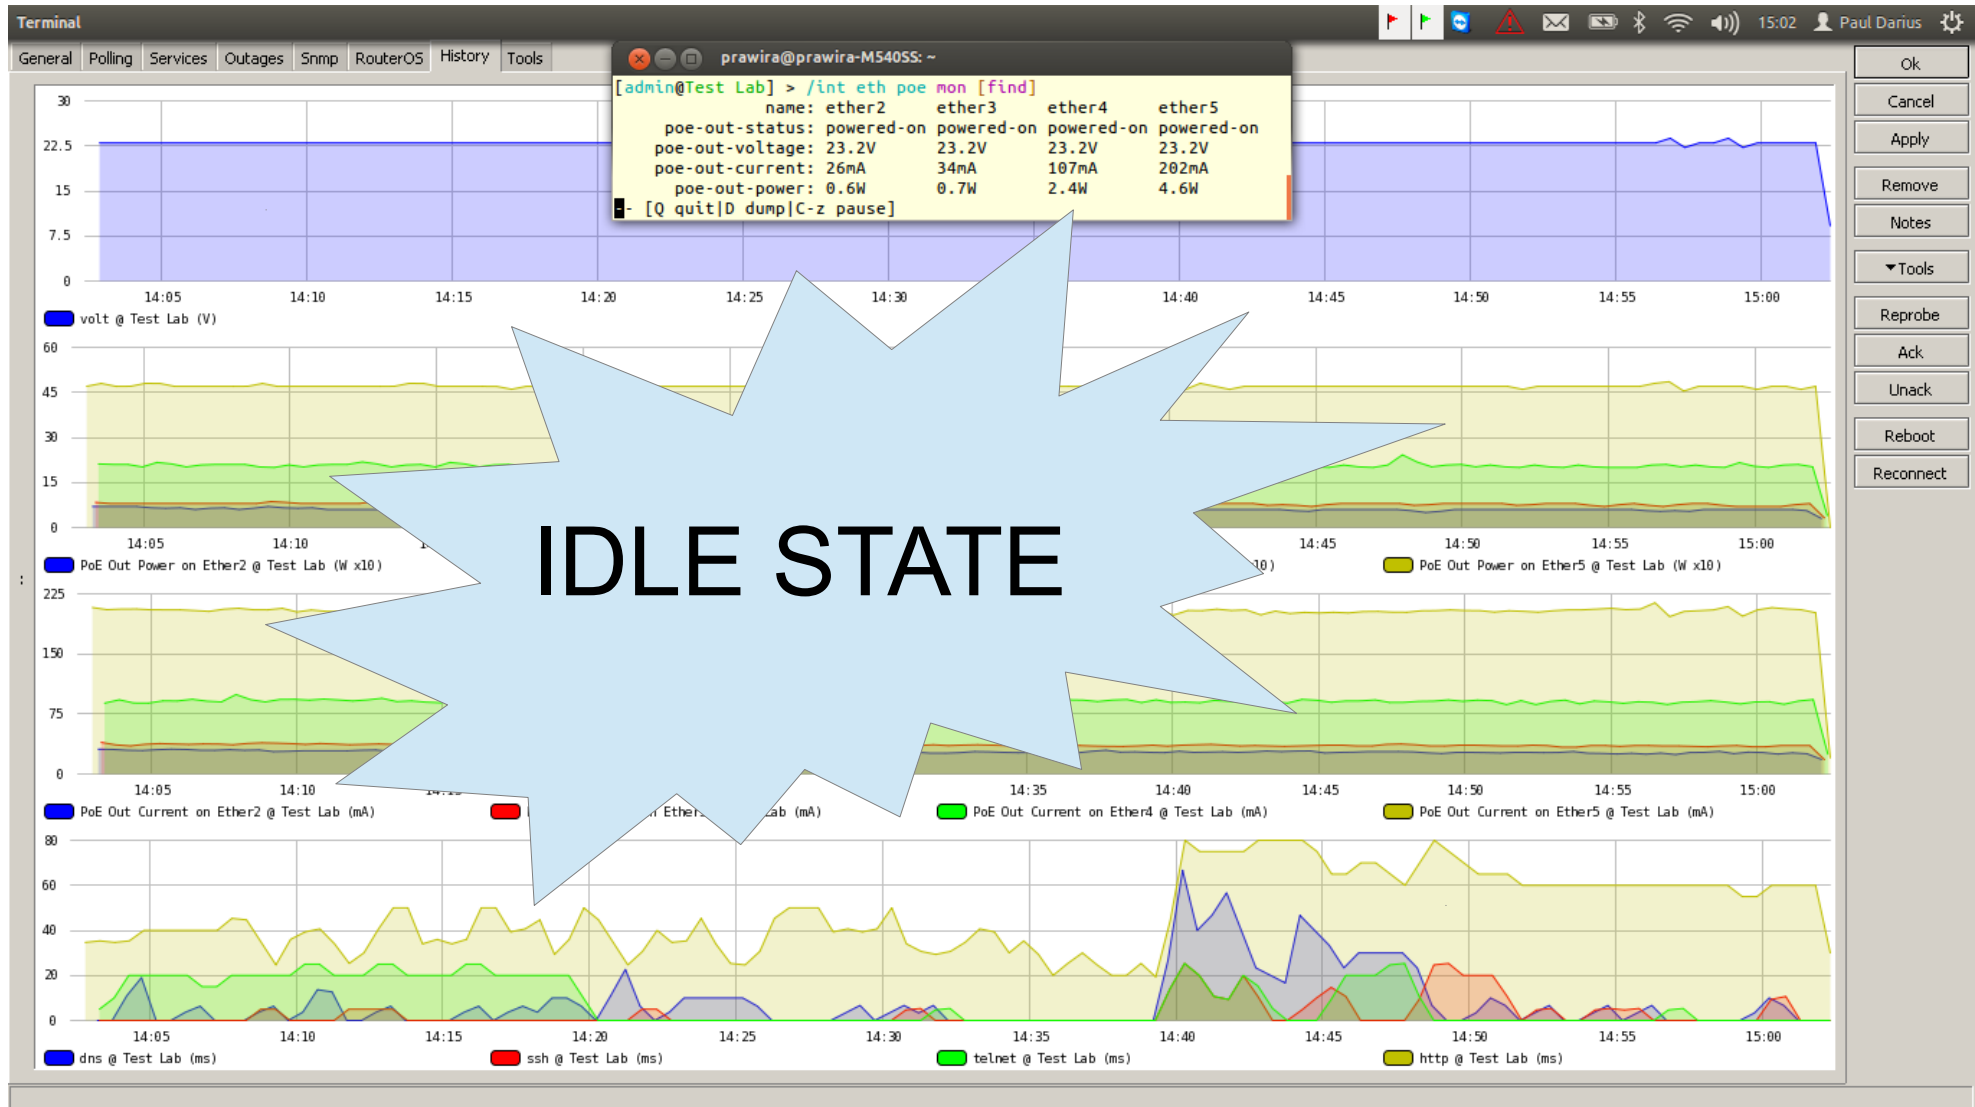 Terminal
15:02 Paul Darius
General Polling Services Outages Snmp RouterOS History Tools
prawira@prawira-M540SS: ~
[admin@Test Lab] > /int eth poe mon [find]
name: ether2 ether3 ether4 ether5
poe-out-status: powered-on powered-on powered-on powered-on
poe-out-voltage: 23.2V 23.2V 23.2V 23.2V
poe-out-current: 26mA 34mA 107mA 202mA
poe-out-power: 0.6W 0.7W 2.4W 4.6W
-- [Q quit|D dump|C-z pause]
Ok
Cancel
Apply
Remove
Notes
Tools
Reprobe
Ack
Unack
Reboot
Reconnect
30
22.5
15
7.5
0
14:05 14:10 14:15 14:20 14:25 14:30 14:40 14:45 14:50 14:55 15:00
volt @ Test Lab (V)
60
45
30
15
0
14:05 14:10 14:45 14:50 14:55 15:00
PoE Out Power on Ether2 @ Test Lab (W x10) PoE Out Power on Ether5 @ Test Lab (W x10)
IDLE STATE
:
225
150
75
0
14:05 14:10 14:35 14:40 14:45 14:50 14:55 15:00
PoE Out Current on Ether2 @ Test Lab (mA) (mA) PoE Out Current on Ether4 @ Test Lab (mA) PoE Out Current on Ether5 @ Test Lab (mA)
80
60
40
20
0
14:05 14:10 14:15 14:20 14:25 14:30 14:35 14:40 14:45 14:50 14:55 15:00
dns @ Test Lab (ms) ssh @ Test Lab (ms) telnet @ Test Lab (ms) http @ Test Lab (ms)